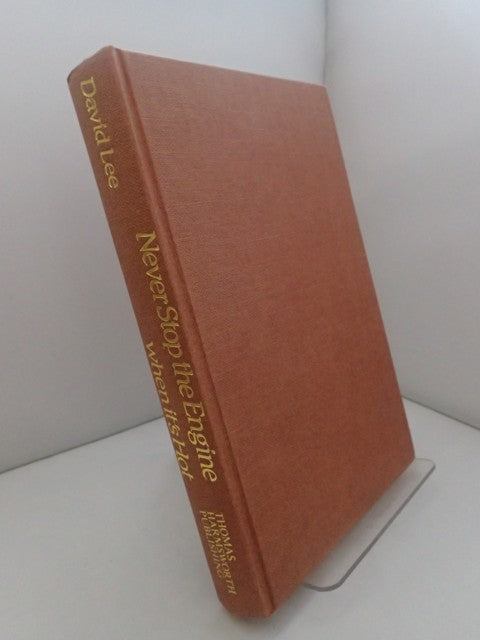 David Lee
Never Stop the Engine
when it's Hot
THOMAS
HARMSWORTH
PUBLISHING